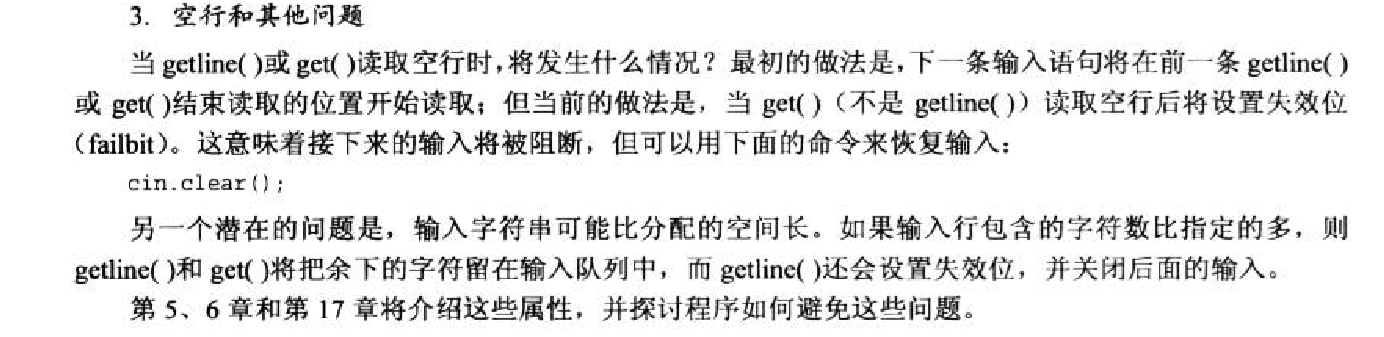 3. 空行和其他问题
当 getline( )或 get( )读取空行时，将发生什么情况？最初的做法是，下一条输入语句将在前一条 getline( )
或 get( )结束读取的位置开始读取；但当前的做法是，当 get( )（不是 getline( )）读取空行后将设置失效位
（failbit）。这意味着接下来的输入将被阻断，但可以用下面的命令来恢复输入：
cin.clear();
另一个潜在的问题是，输入字符串可能比分配的空间长。如果输入行包含的字符数比指定的多，则
getline( )和 get( )将把余下的字符留在输入队列中，而 getline( )还会设置失效位，并关闭后面的输入。
第 5、6 章和第 17 章将介绍这些属性，并探讨程序如何避免这些问题。